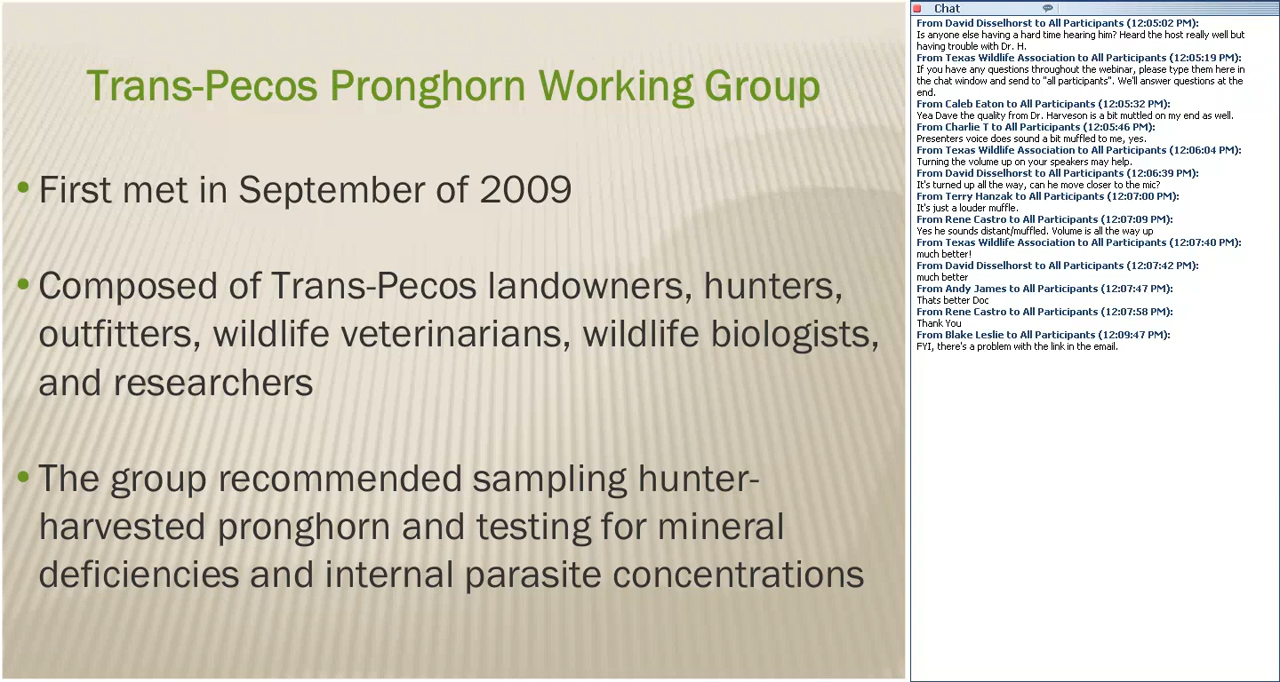 Trans-Pecos Pronghorn Working Group
• First met in September of 2009
• Composed of Trans-Pecos landowners, hunters,
outfitters, wildlife veterinarians, wildlife biologists,
and researchers
• The group recommended sampling hunter-
harvested pronghorn and testing for mineral
deficiencies and internal parasite concentrations
Chat
From David Disselhorst to All Participants (12:05:02 PM):
Is anyone else having a hard time hearing him? Heard the host really well but
having trouble with Dr. H.
From Texas Wildlife Association to All Participants (12:05:19 PM):
If you have any questions throughout the webinar, please type them here in
the chat window and send to "all participants". We'll answer questions at the
end.
From Caleb Eaton to All Participants (12:05:32 PM):
Yea Dave the quality from Dr. Harveson is a bit muttled on my end as well.
From Charlie T to All Participants (12:05:46 PM):
Presenters voice does sound a bit muffled to me, yes.
From Texas Wildlife Association to All Participants (12:06:04 PM):
Turning the volume up on your speakers may help.
From David Disselhorst to All Participants (12:06:39 PM):
It's turned up all the way, can he move closer to the mic?
From Terry Hanzak to All Participants (12:07:00 PM):
It's just a louder muffle.
From Rene Castro to All Participants (12:07:09 PM):
Yes he sounds distant/muffled. Volume is all the way up
From Texas Wildlife Association to All Participants (12:07:40 PM):
much better!
From David Disselhorst to All Participants (12:07:42 PM):
much better
From Andy James to All Participants (12:07:47 PM):
Thats better Doc
From Rene Castro to All Participants (12:07:58 PM):
Thank You
From Blake Leslie to All Participants (12:09:47 PM):
FYI, there's a problem with the link in the email.